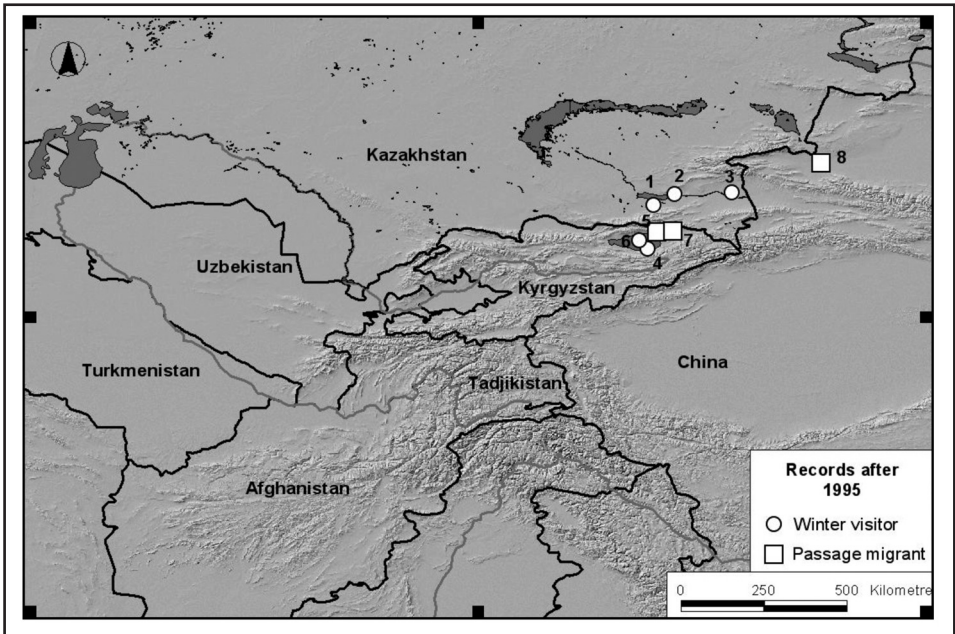 Kazakhstan
1
2
3
8
5
6
7
4
Uzbekistan
Kyrgyzstan
Turkmenistan
Tadjikistan
China
Afghanistan
Records after
1995
Winter visitor
Passage migrant
0 250 500 Kilometre